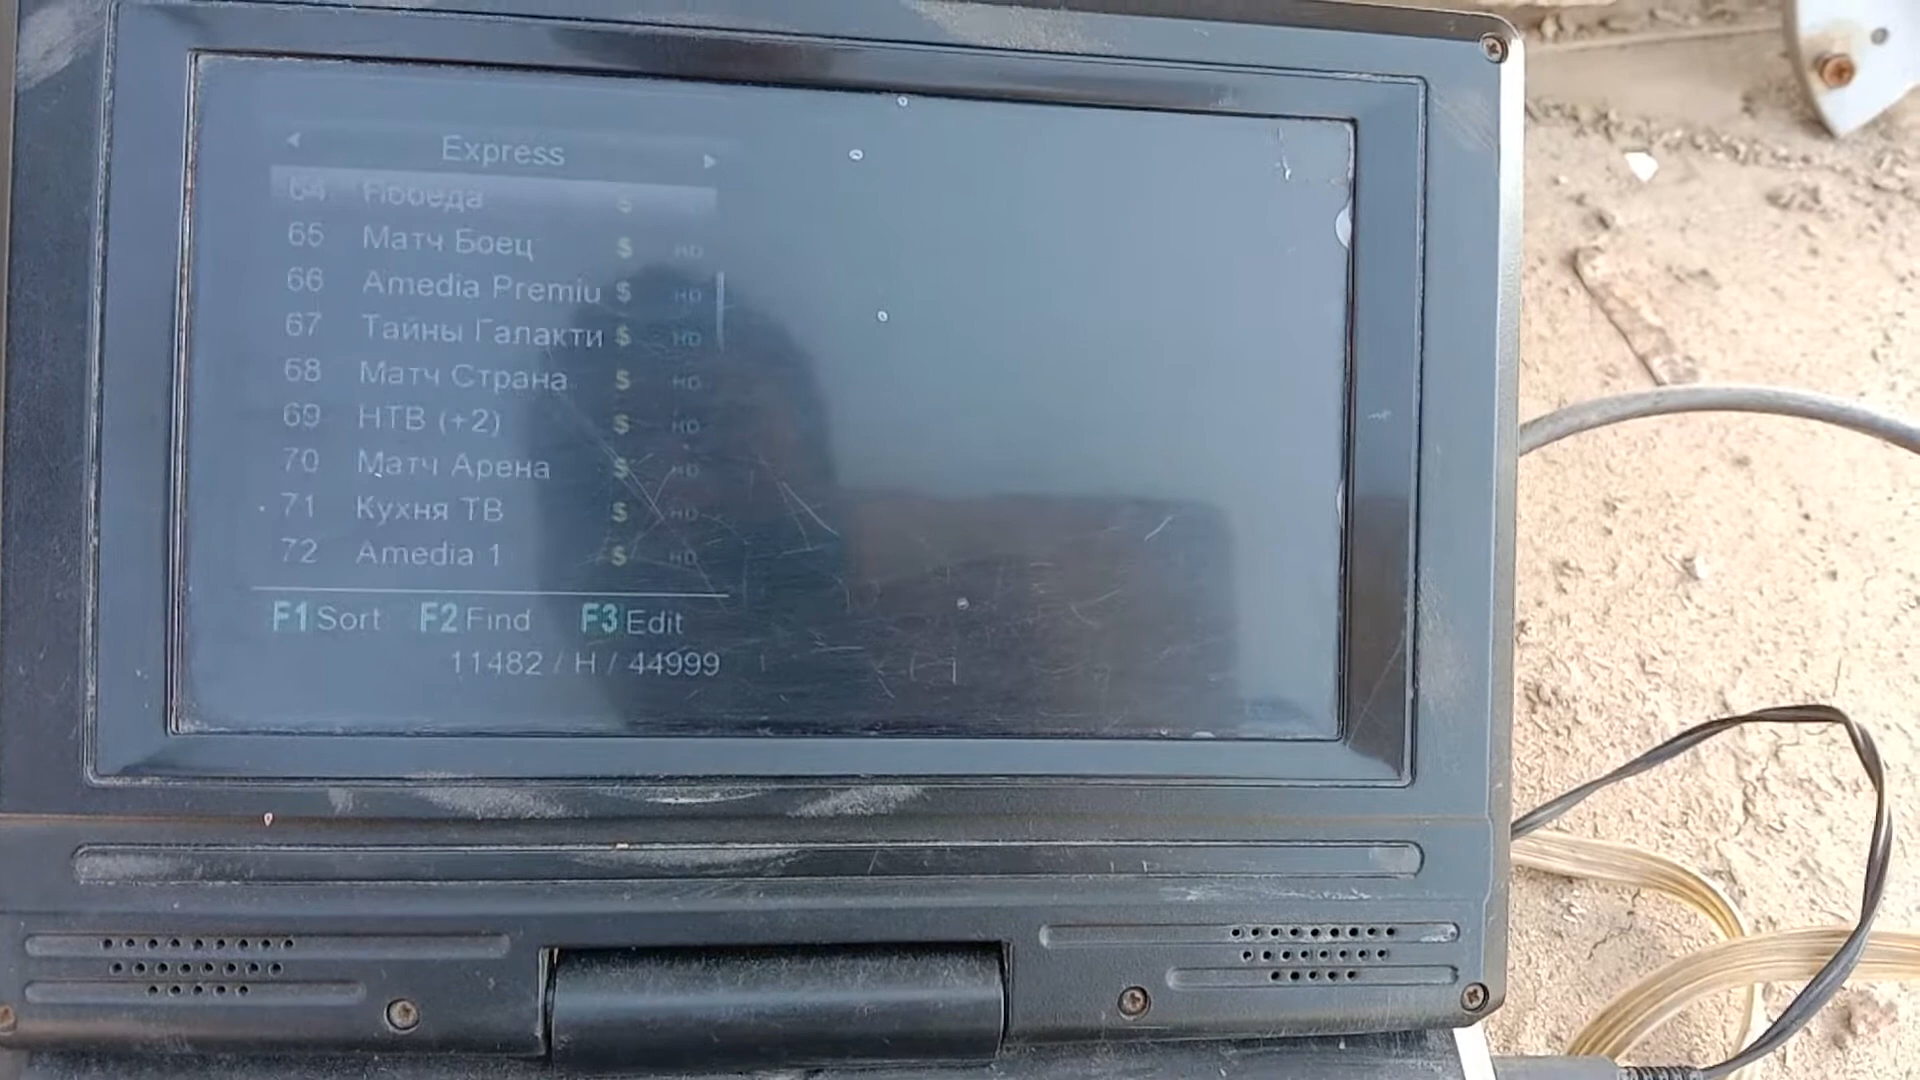 Express
64 Победа $
65 Матч Боец $ HD
66 Amedia Premiu $ HD
67 Тайны Галакти $ HD
68 Матч Страна $ HD
69 НТВ (+2) $ HD
70 Матч Арена $ HD
71 Кухня ТВ $ HD
72 Amedia 1 $ HD
F1 Sort F2 Find F3 Edit
11482 / H / 44999